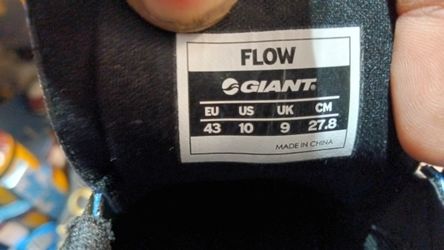 FLOW
GIANT
EU US UK CM
43 10 9 27.8
MADE IN CHINA